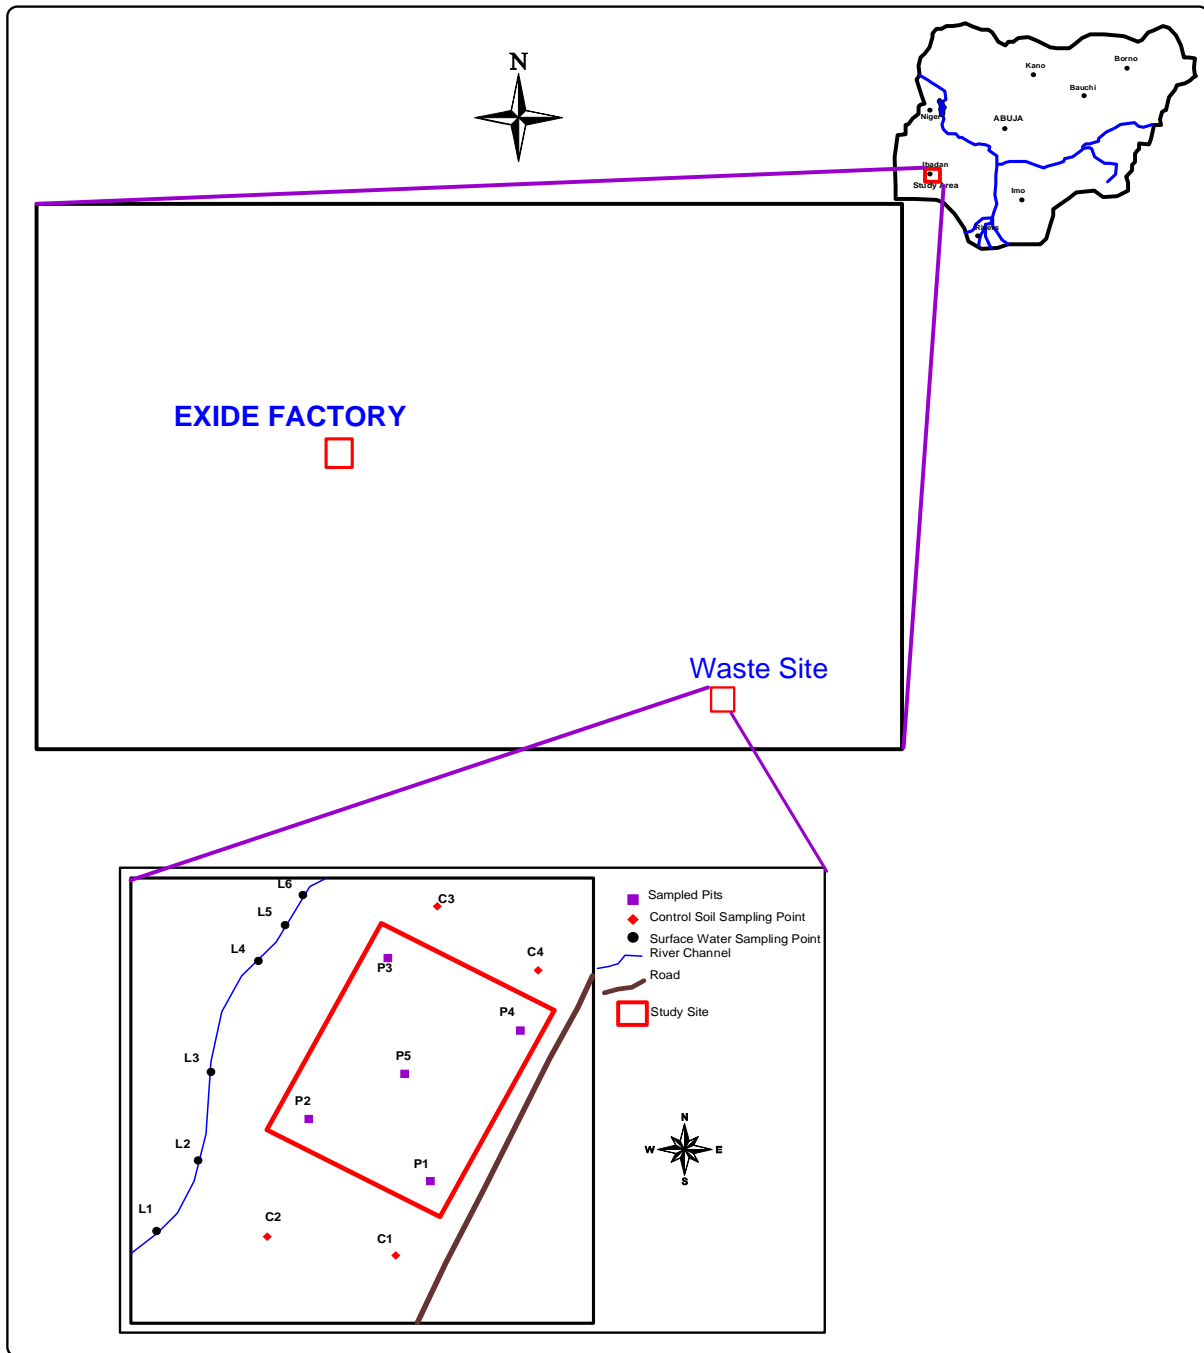 N
Kano
Borno
Bauchi
Niger
ABUJA
Ibadan
Study Area
Imo
Rivers
EXIDE FACTORY
Waste Site
L6
C3
L5
L4
C4
P3
P4
L3
P5
P2
L2
P1
L1
C2
C1
Sampled Pits
Control Soil Sampling Point
Surface Water Sampling Point
River Channel
Road
Study Site
N
W E
S